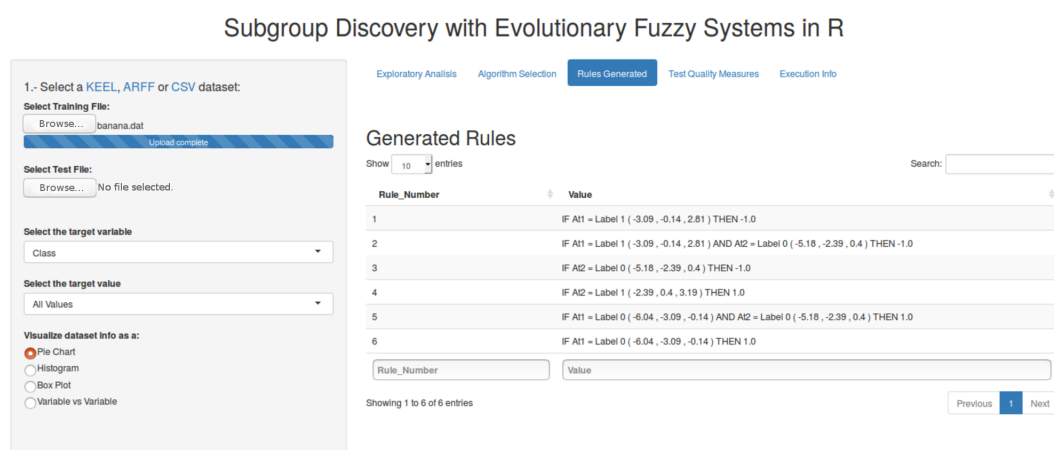 Subgroup Discovery with Evolutionary Fuzzy Systems in R
1.- Select a KEEL, ARFF or CSV dataset:
Select Training File:
Browse... banana.dat
Upload complete
Select Test File:
Browse... No file selected.
Select the target variable
Class
Select the target value
All Values
Visualize dataset info as a:
Pie Chart
Histogram
Box Plot
Variable vs Variable
Exploratory Analisis Algorithm Selection Rules Generated Test Quality Measures Execution Info
Generated Rules
Show 10 entries Search:
Rule_Number Value
1 IF At1 = Label 1 ( -3.09 , -0.14 , 2.81 ) THEN -1.0
2 IF At1 = Label 1 ( -3.09 , -0.14 , 2.81 ) AND At2 = Label 0 ( -5.18 , -2.39 , 0.4 ) THEN -1.0
3 IF At2 = Label 0 ( -5.18 , -2.39 , 0.4 ) THEN -1.0
4 IF At2 = Label 1 ( -2.39 , 0.4 , 3.19 ) THEN 1.0
5 IF At1 = Label 0 ( -6.04 , -3.09 , -0.14 ) AND At2 = Label 0 ( -5.18 , -2.39 , 0.4 ) THEN 1.0
6 IF At1 = Label 0 ( -6.04 , -3.09 , -0.14 ) THEN 1.0
Rule_Number Value
Showing 1 to 6 of 6 entries
Previous 1 Next